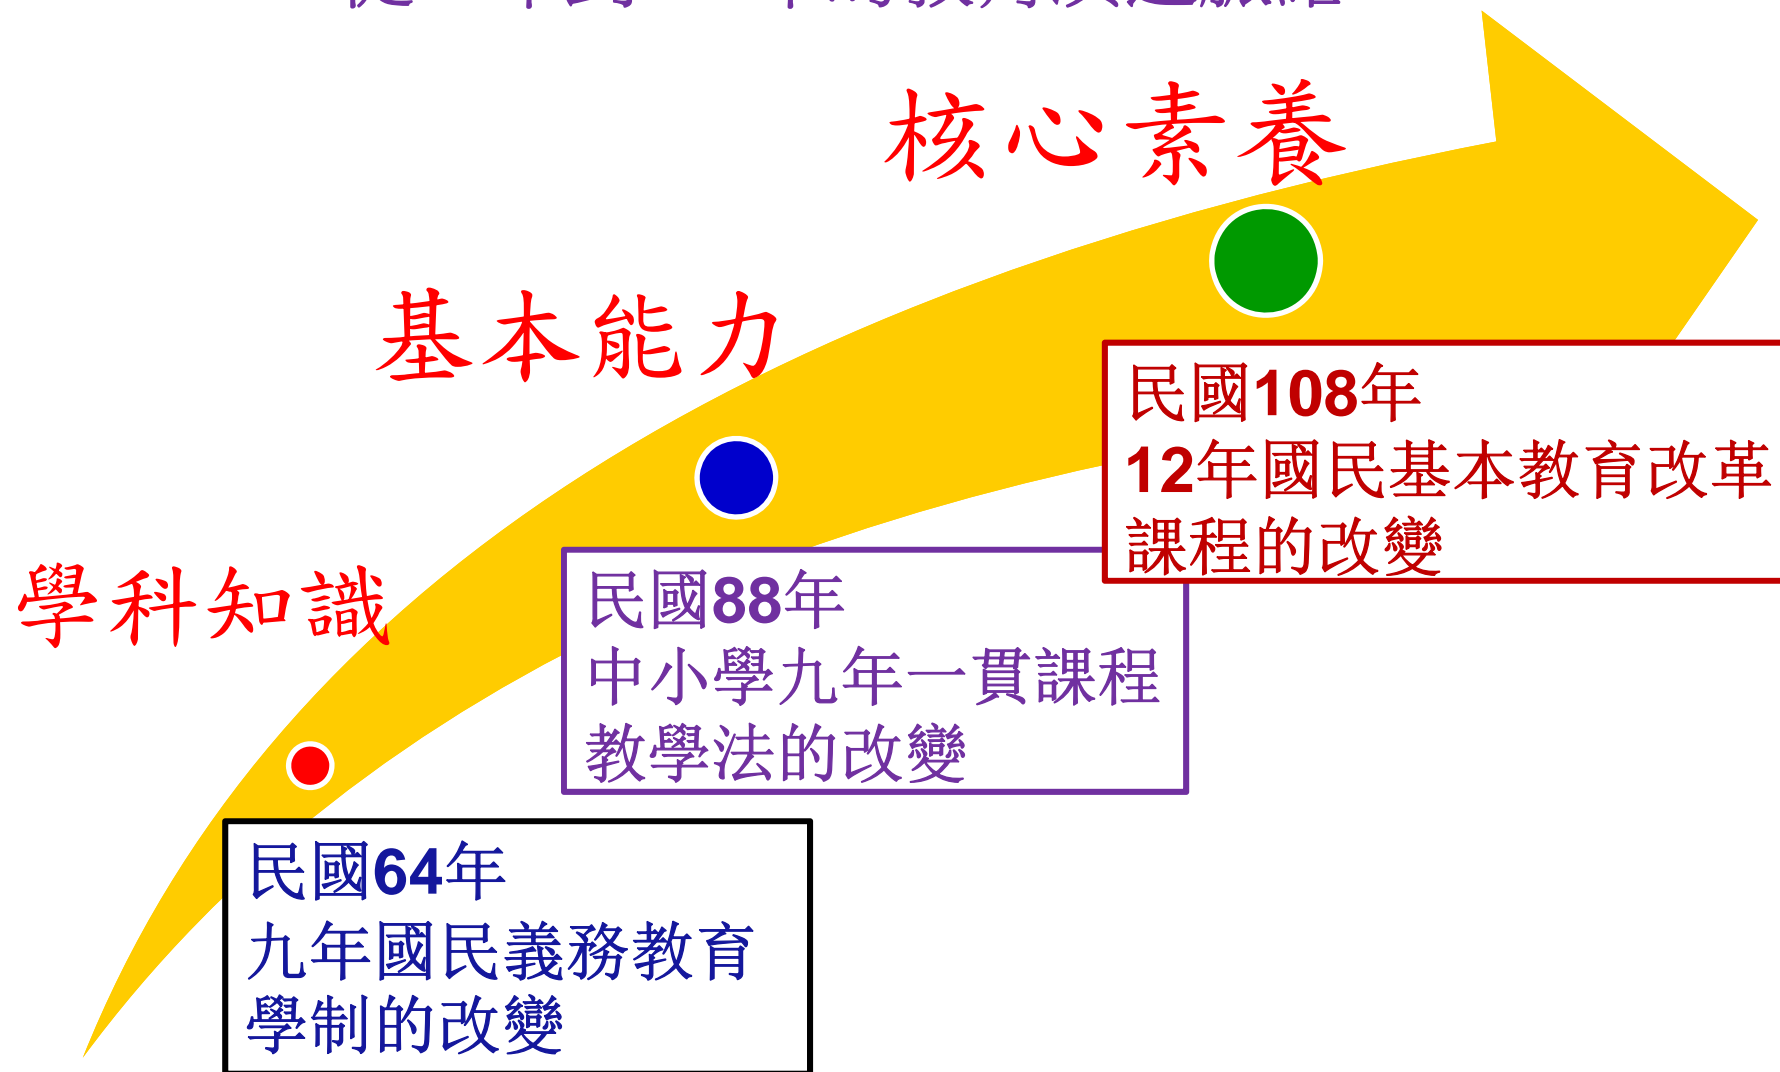 核心素養
基本能力
學科知識
民國108年
12年國民基本教育改革
課程的改變
民國88年
中小學九年一貫課程
教學法的改變
民國64年
九年國民義務教育
學制的改變